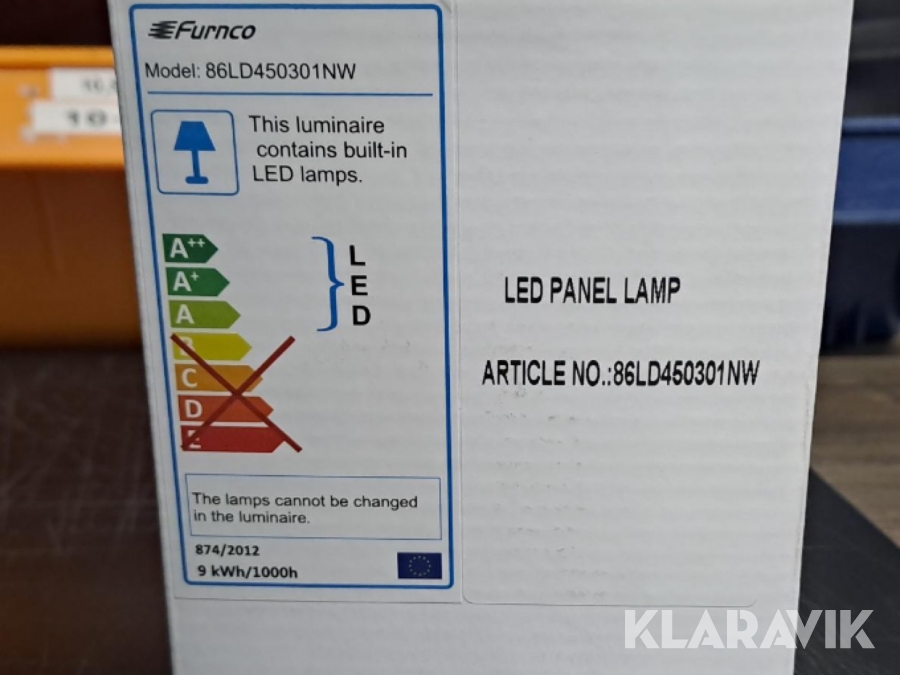 Furnco
Model: 86LD450301NW
This luminaire
contains built-in
LED lamps.
A++
A+
A
B
C
D
E
L
E
D
The lamps cannot be changed
in the luminaire.
874/2012
9 kWh/1000h
LED PANEL LAMP
ARTICLE NO.:86LD450301NW
KLARAVIK